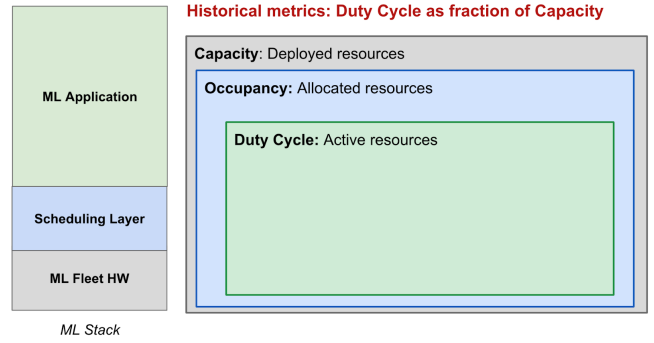 Historical metrics: Duty Cycle as fraction of Capacity
ML Application
Scheduling Layer
ML Fleet HW
ML Stack
Capacity: Deployed resources
Occupancy: Allocated resources
Duty Cycle: Active resources